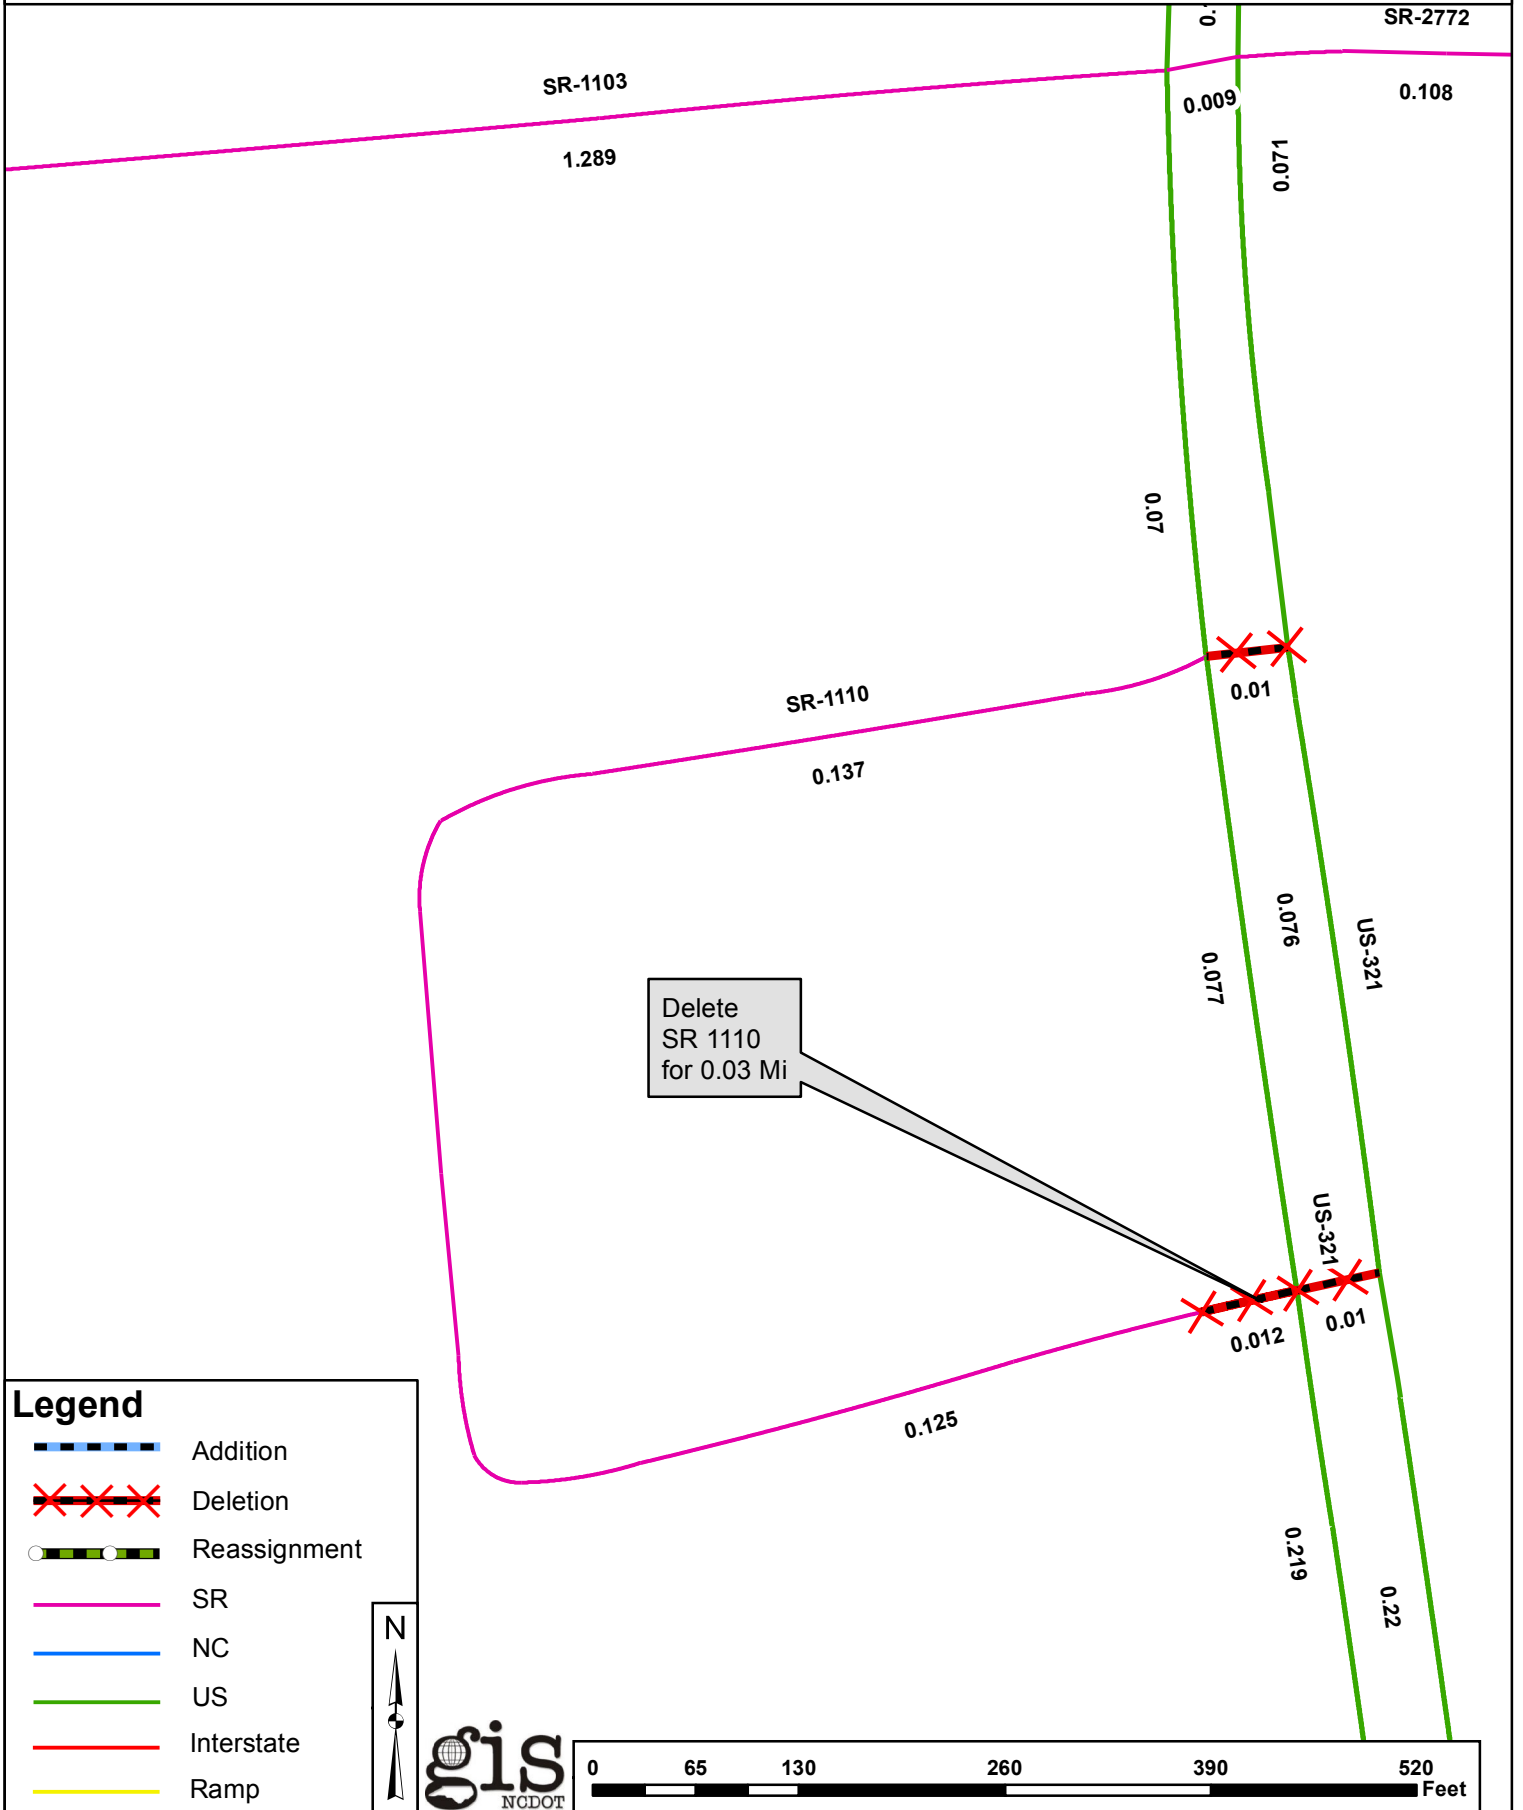 SR-2772
SR-1103
0.009
0.108
1.289
0.071
0.07
0.01
SR-1110
0.137
0.076
US-321
0.077
Delete
SR 1110
for 0.03 Mi
US-321
0.012
0.01
0.125
0.219
0.22
Legend
Addition
Deletion
Reassignment
SR
NC
US
Interstate
Ramp
N
gis
NCDOT
0 65 130 260 390 520
Feet